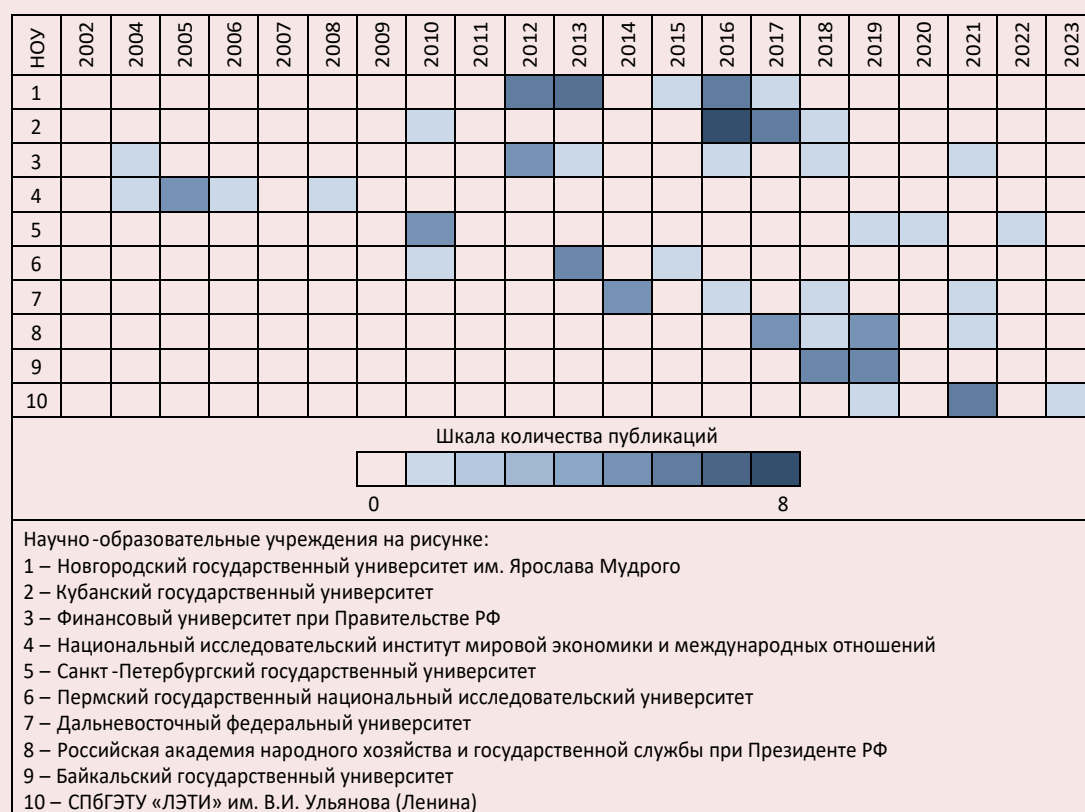 НОУ 2002 2004 2005 2006 2007 2008 2009 2010 2011 2012 2013 2014 2015 2016 2017 2018 2019 2020 2021 2022 2023
1
2
3
4
5
6
7
8
9
10
Шкала количества публикаций
0 8
Научно-образовательные учреждения на рисунке:
1 – Новгородский государственный университет им. Ярослава Мудрого
2 – Кубанский государственный университет
3 – Финансовый университет при Правительстве РФ
4 – Национальный исследовательский институт мировой экономики и международных отношений
5 – Санкт-Петербургский государственный университет
6 – Пермский государственный национальный исследовательский университет
7 – Дальневосточный федеральный университет
8 – Российская академия народного хозяйства и государственной службы при Президенте РФ
9 – Байкальский государственный университет
10 – СПбГЭТУ «ЛЭТИ» им. В.И. Ульянова (Ленина)